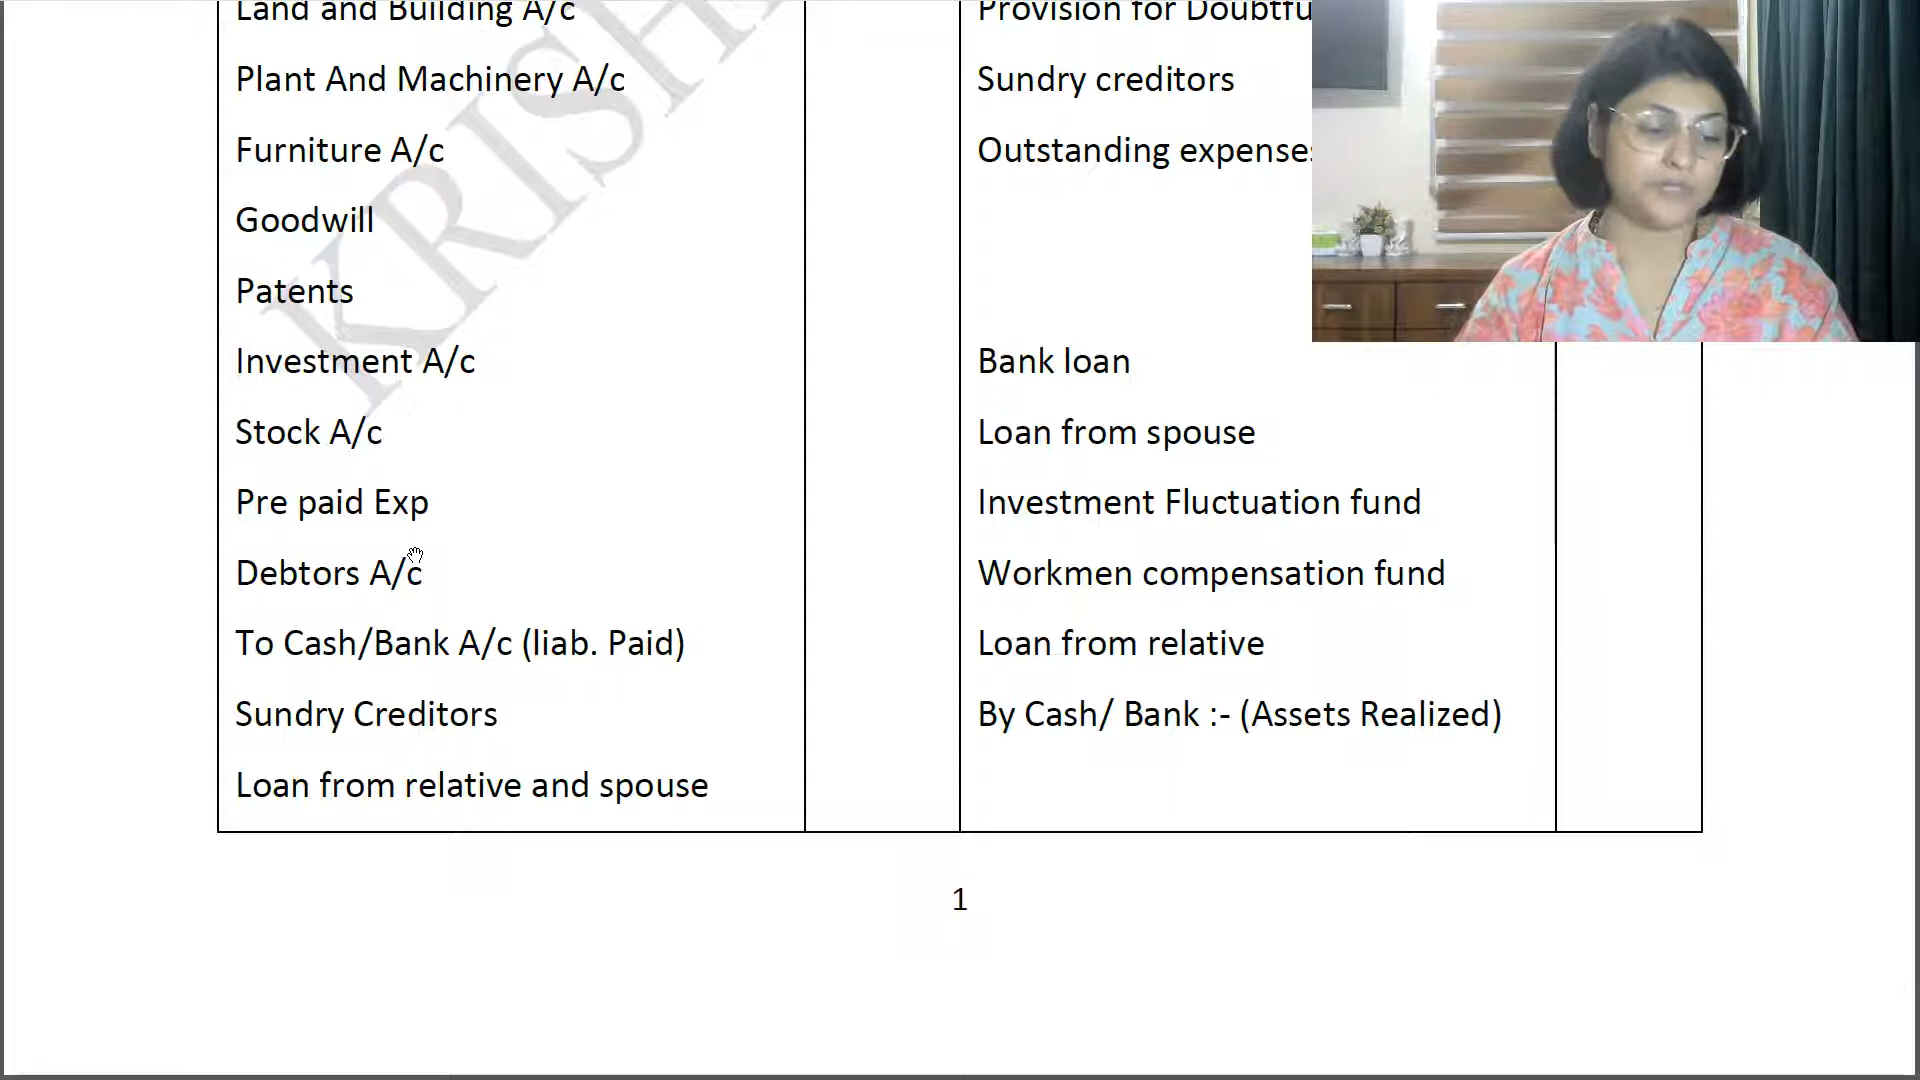 Land and Building A/c
Plant And Machinery A/c
Furniture A/c
Goodwill
Patents
Investment A/c
Stock A/c
Pre paid Exp
Debtors A/c
To Cash/Bank A/c (liab. Paid)
Sundry Creditors
Loan from relative and spouse
Provision for
Sundry creditors
Outstanding
Bank loan
Loan from spouse
Investment Fluctuation fund
Workmen compensation fund
Loan from relative
By Cash/ Bank :- (Assets Realized)
1